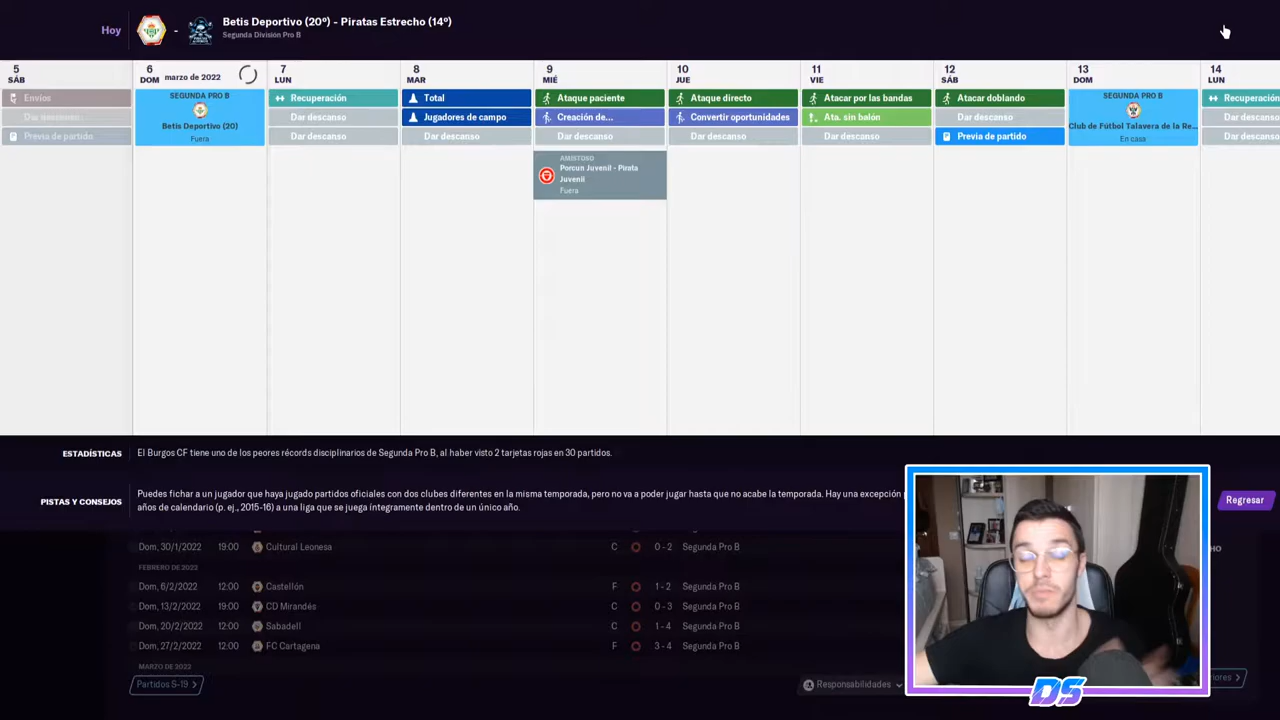 Hoy
Betis Deportivo (20º) - Piratas Estrecho (14º)
Segunda División Pro B
5
SÁB
6
DOM
marzo de 2022
7
LUN
8
MAR
9
MIÉ
10
JUE
11
VIE
12
SÁB
13
DOM
14
LUN
Envíos
Dar descanso...
Previa de partido
SEGUNDA PRO B
Betis Deportivo (20)
Fuera
Recuperación
Dar descanso
Dar descanso
Total
Jugadores de campo
Dar descanso
Ataque paciente
Creación de...
Dar descanso
AMISTOSO
Porcun Juvenil - Pirata
Juvenil
Fuera
Ataque directo
Convertir oportunidades
Dar descanso
Atacar por las bandas
Ata. sin balón
Dar descanso
Atacar doblando
Dar descanso
Previa de partido
SEGUNDA PRO B
Club de Fútbol Talavera de la Re...
En casa
Recuperación
Dar descanso
Dar descanso
ESTADÍSTICAS
El Burgos CF tiene uno de los peores récords disciplinarios de Segunda Pro B, al haber visto 2 tarjetas rojas en 30 partidos.
PISTAS Y CONSEJOS
Puedes fichar a un jugador que haya jugado partidos oficiales con dos clubes diferentes en la misma temporada, pero no va a poder jugar hasta que no acabe la temporada. Hay una excepción
años de calendario (p. ej., 2015-16) a una liga que se juega íntegramente dentro de un único año.
Regresar
Dom, 30/1/2022 19:00 Cultural Leonesa C 0 - 2 Segunda Pro B
FEBRERO DE 2022
Dom, 6/2/2022 12:00 Castellón F 1 - 2 Segunda Pro B
Dom, 13/2/2022 19:00 CD Mirandés C 0 - 3 Segunda Pro B
Dom, 20/2/2022 12:00 Sabadell C 1 - 4 Segunda Pro B
Dom, 27/2/2022 12:00 FC Cartagena F 3 - 4 Segunda Pro B
MARZO DE 2022
Partidos S-19
Responsabilidades
DS